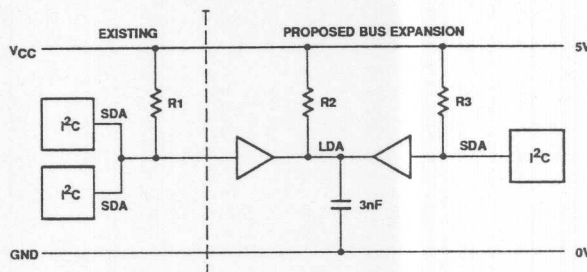 EXISTING
PROPOSED BUS EXPANSION
VCC
5V
R1
R2
R3
I²C
SDA
LDA
SDA
I²C
I²C
SDA
3nF
GND
0V